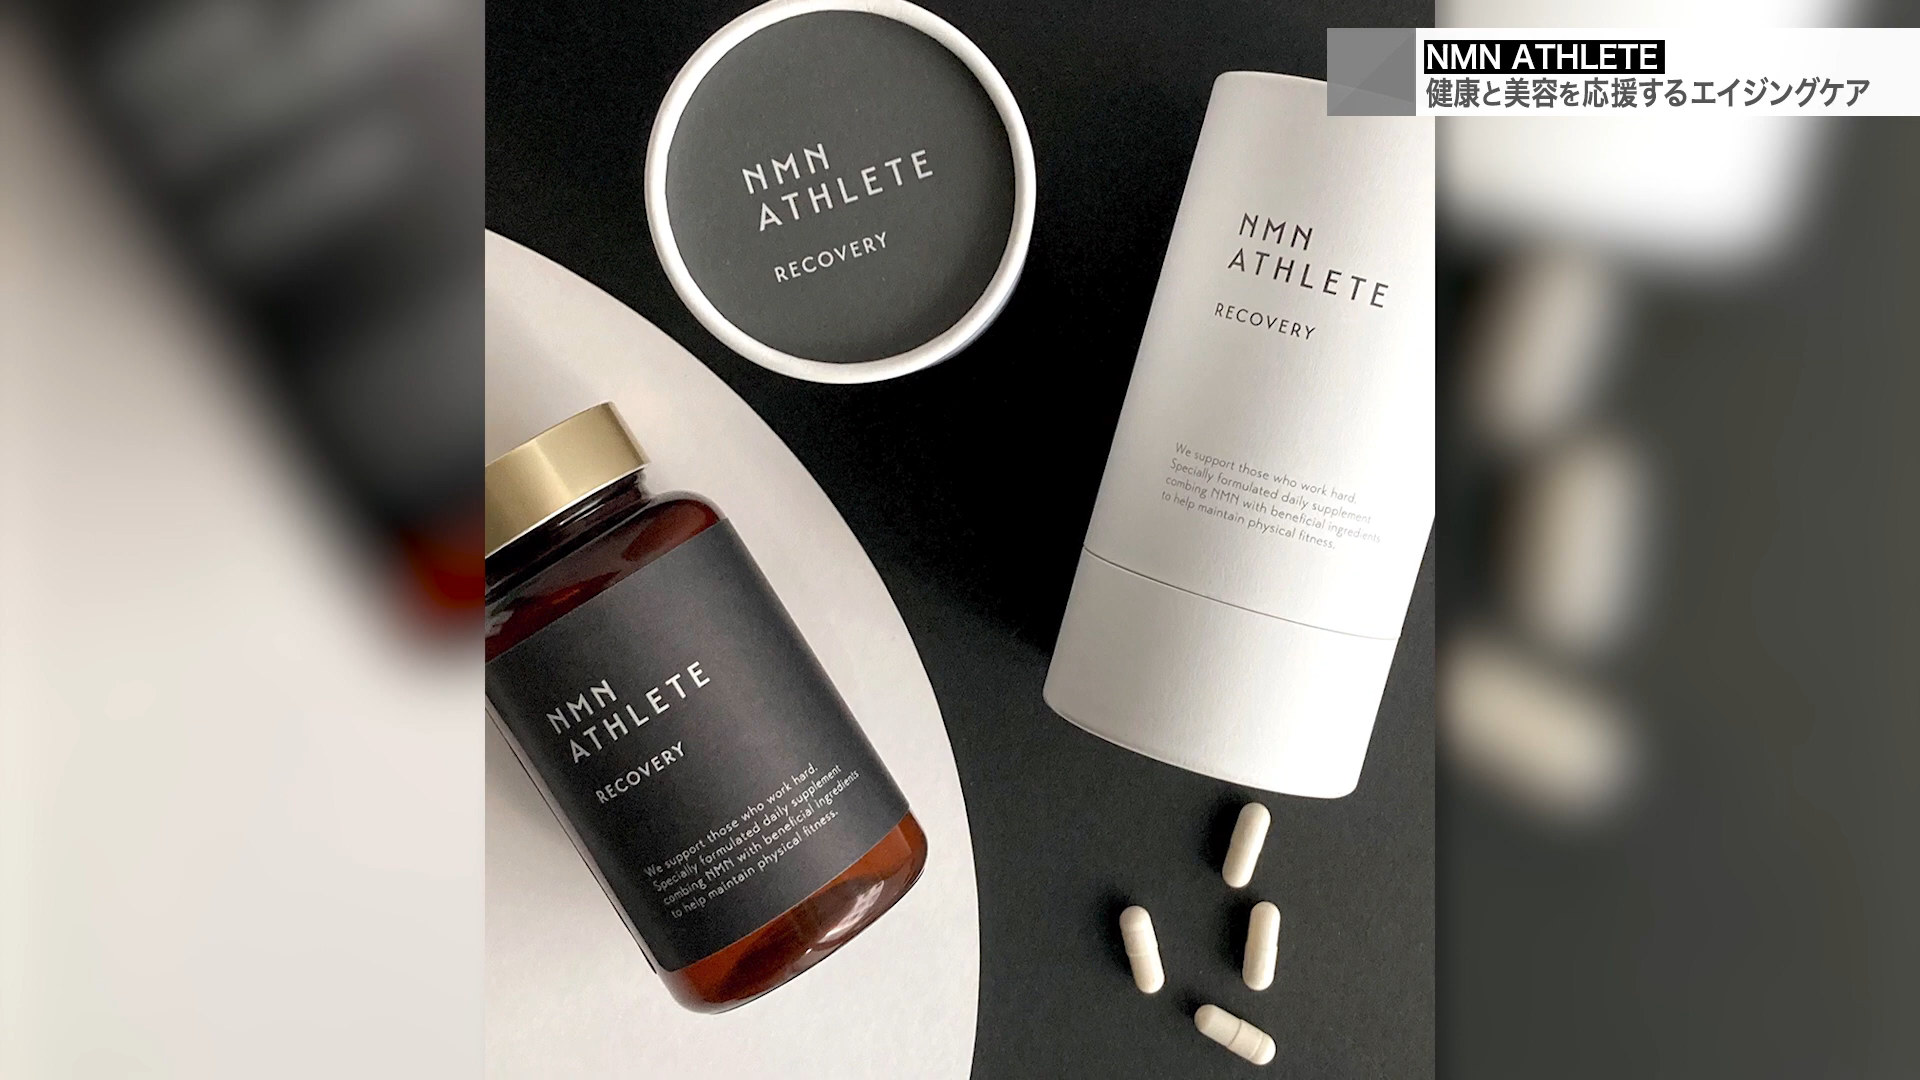 NMN ATHLETE
健康と美容を応援するエイジングケア
NMN
ATHLETE
RECOVERY
NMN
ATHLETE
RECOVERY
We support those who work hard.
Specially formulated daily supplement
combing NMN with beneficial ingredients
to help maintain physical fitness.
NMN
ATHLETE
RECOVERY
We support those who work hard.
Specially formulated daily supplement
combing NMN with beneficial ingredients
to help maintain physical fitness.